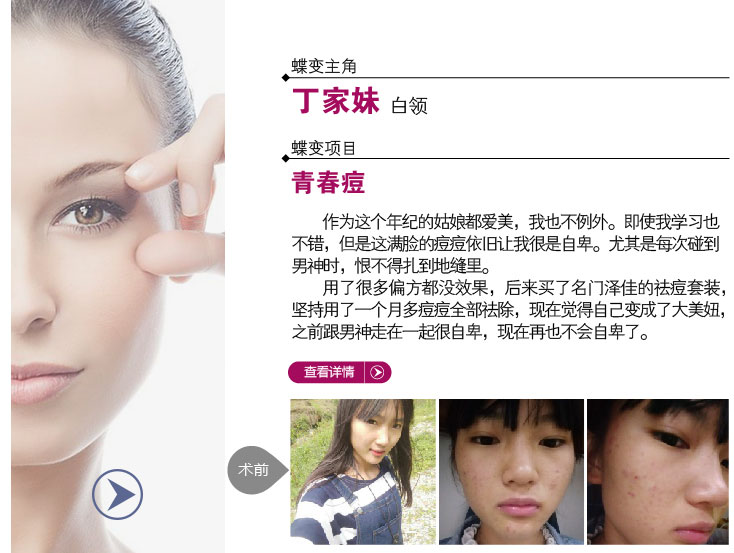 蝶变主角
丁家妹 白领
蝶变项目
青春痘
作为这个年纪的姑娘都爱美，我也不例外。即使我学习也
不错，但是这满脸的痘痘依旧让我很是自卑。尤其是每次碰到
男神时，恨不得扎到地缝里。
用了很多偏方都没效果，后来买了名门泽佳的祛痘套装，
坚持用了一个月多痘痘全部祛除，现在觉得自己变成了大美妞，
之前跟男神走在一起很自卑，现在再也不会自卑了。
查看详情
术前